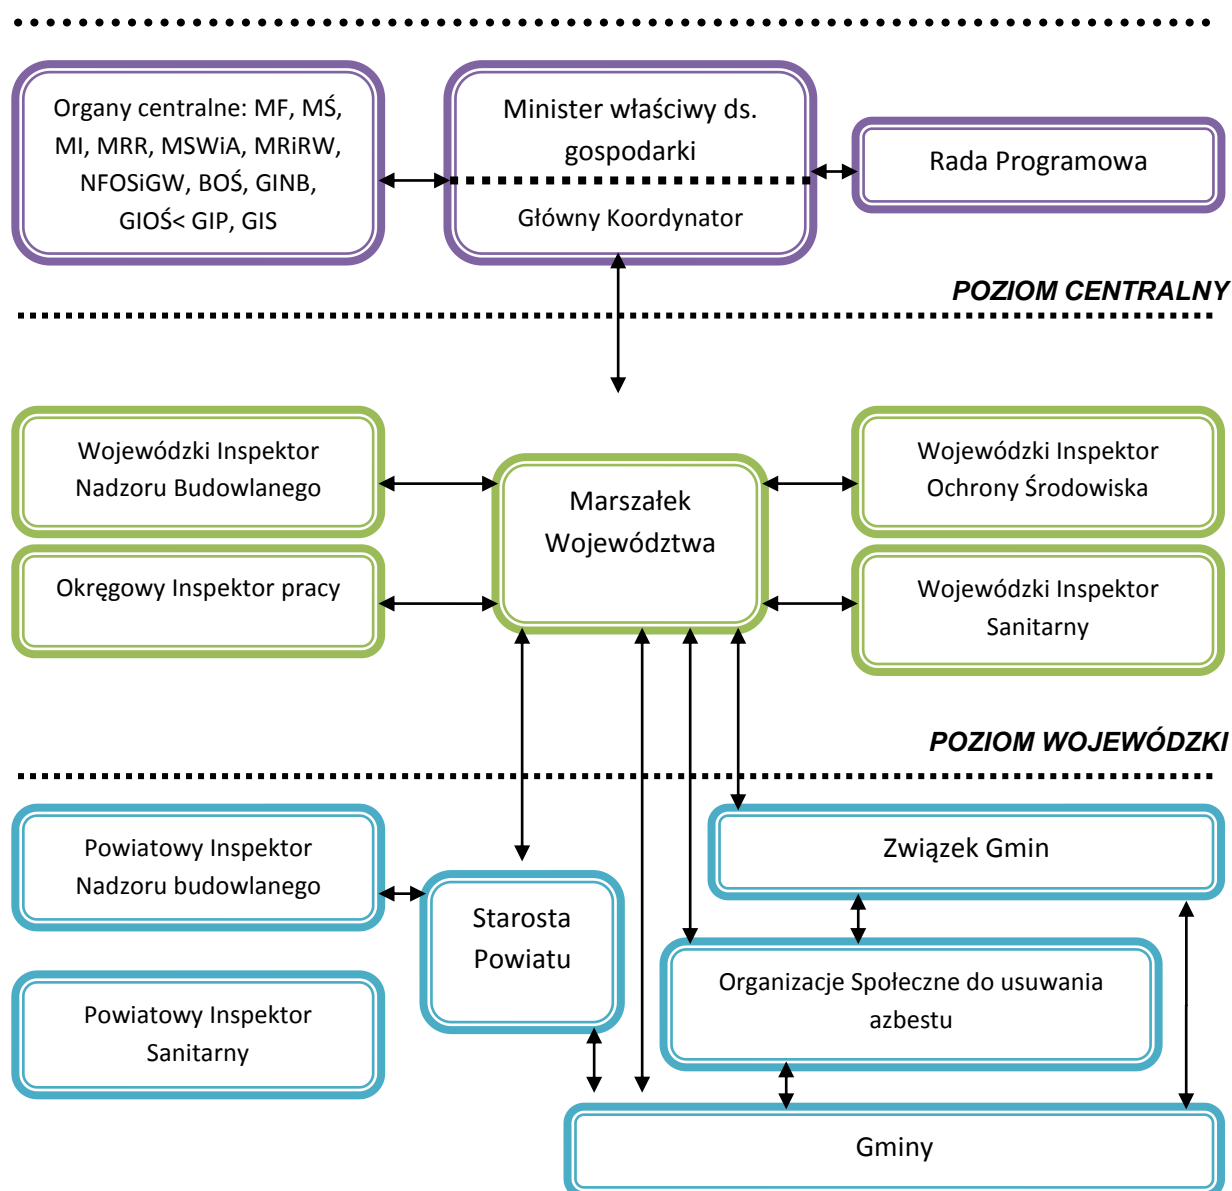 Organy centralne: MF, MŚ,
MI, MRR, MSWiA, MRiRW,
NFOSiGW, BOŚ, GINB,
GIOŚ< GIP, GIS
Minister właściwy ds.
gospodarki
Główny Koordynator
Rada Programowa
POZIOM CENTRALNY
Wojewódzki Inspektor
Nadzoru Budowlanego
Okręgowy Inspektor pracy
Marszałek
Województwa
Wojewódzki Inspektor
Ochrony Środowiska
Wojewódzki Inspektor
Sanitarny
POZIOM WOJEWÓDZKI
Powiatowy Inspektor
Nadzoru budowlanego
Powiatowy Inspektor
Sanitarny
Starosta
Powiatu
Związek Gmin
Organizacje Społeczne do usuwania
azbestu
Gminy